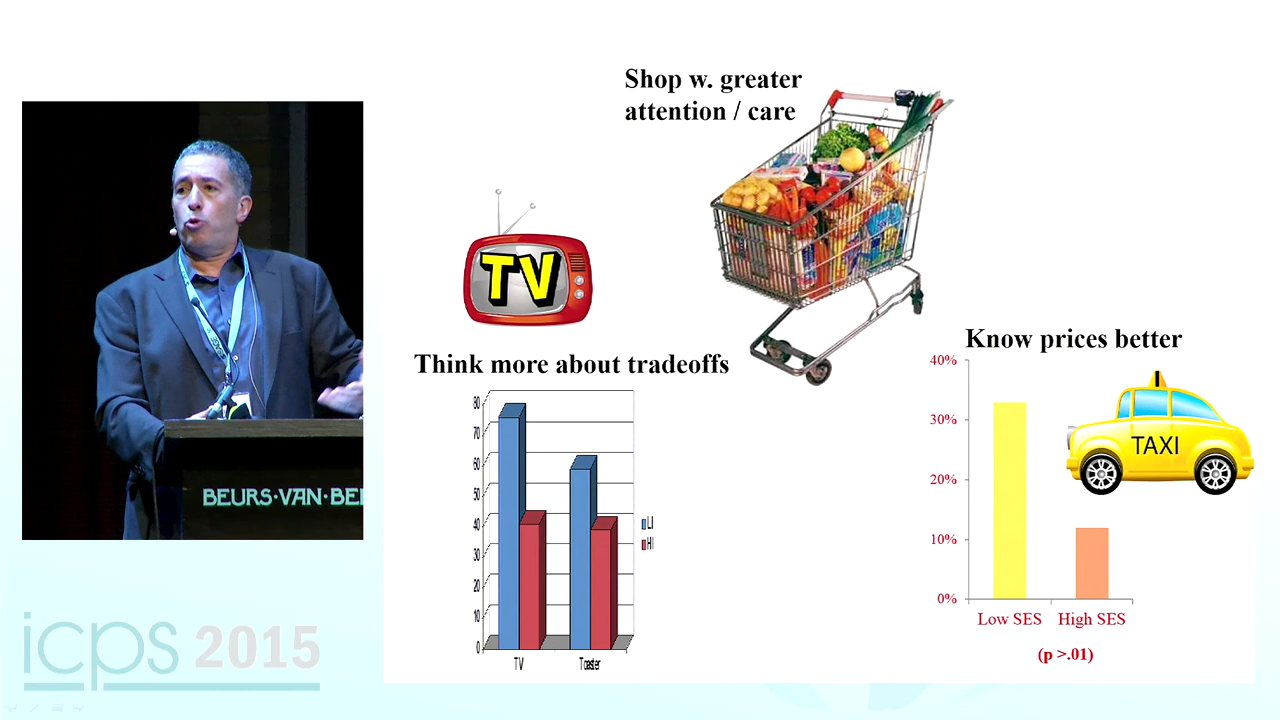 Shop w. greater
attention / care
TV
Think more about tradeoffs
80
70
60
50
40
30
20
10
0
TV
Toaster
LI
HI
Know prices better
40%
30%
20%
10%
0%
TAXI
Low SES
High SES
(p >.01)
BEURS·VAN·BE
icps 2015